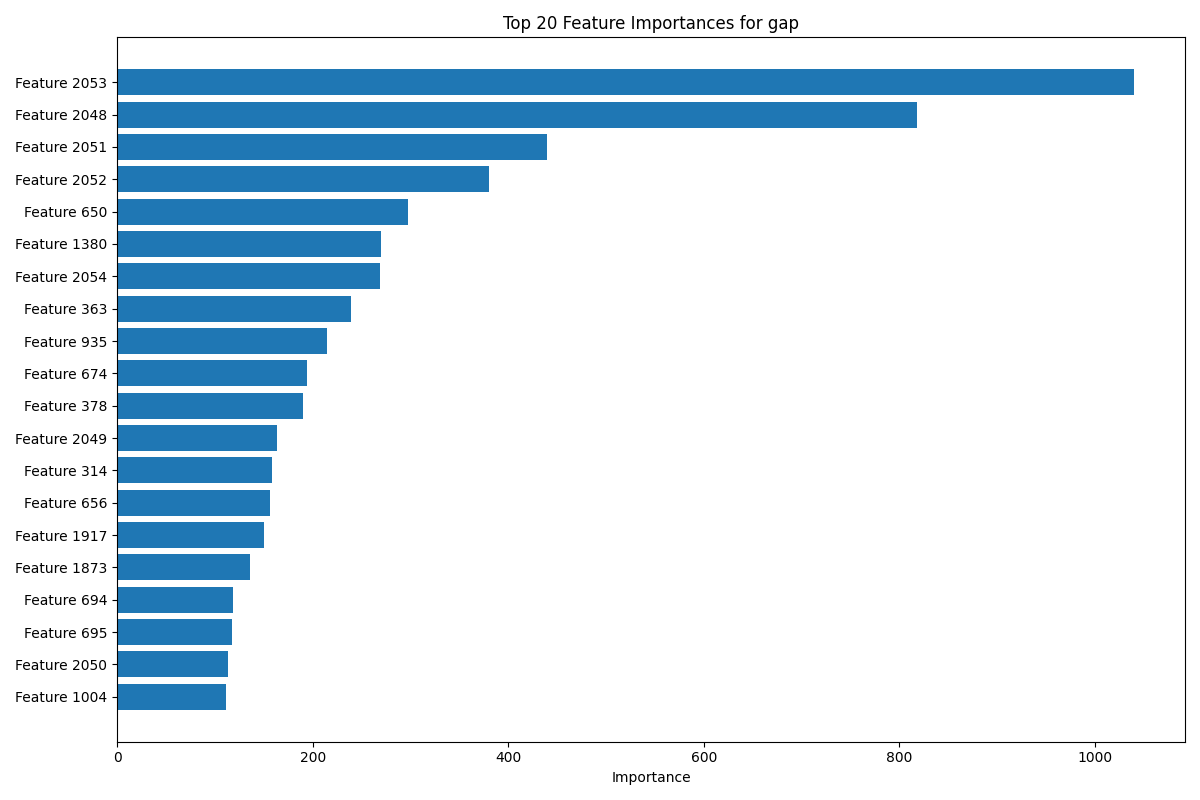 Top 20 Feature Importances for gap
Feature 2053
Feature 2048
Feature 2051
Feature 2052
Feature 650
Feature 1380
Feature 2054
Feature 363
Feature 935
Feature 674
Feature 378
Feature 2049
Feature 314
Feature 656
Feature 1917
Feature 1873
Feature 694
Feature 695
Feature 2050
Feature 1004
0 200 400 600 800 1000
Importance